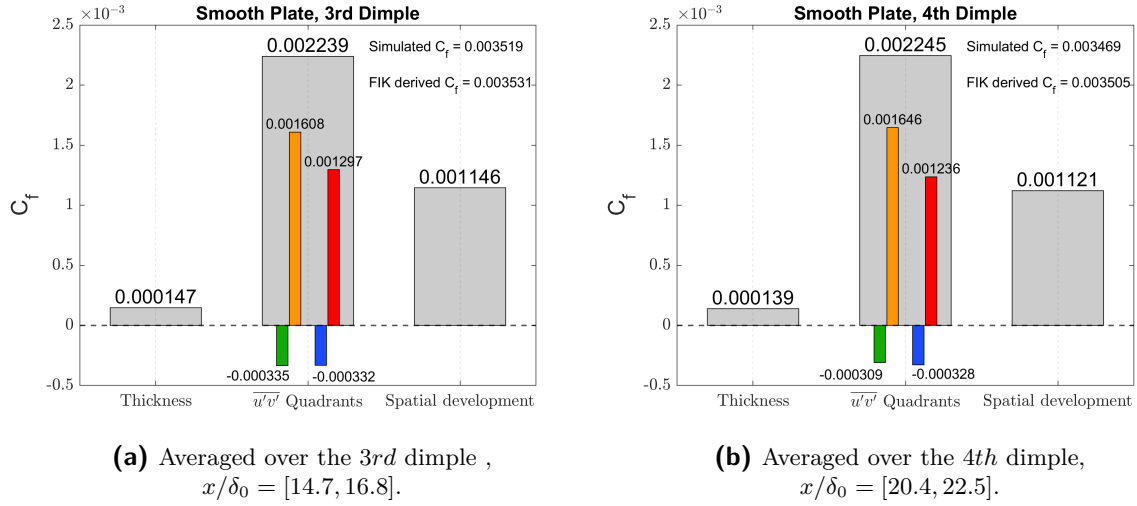 Smooth Plate, 3rd Dimple
×10⁻³
2.5
2
1.5
1
0.5
0
-0.5
C_f
0.002239
Simulated C_f = 0.003519
FIK derived C_f = 0.003531
0.001608
0.001297
0.001146
0.000147
-0.000335
-0.000332
Thickness
u′v′ Quadrants
Spatial development
(a) Averaged over the 3rd dimple ,
x/δ₀ = [14.7, 16.8].
Smooth Plate, 4th Dimple
×10⁻³
2.5
2
1.5
1
0.5
0
-0.5
C_f
0.002245
Simulated C_f = 0.003469
FIK derived C_f = 0.003505
0.001646
0.001236
0.001121
0.000139
-0.000309
-0.000328
Thickness
u′v′ Quadrants
Spatial development
(b) Averaged over the 4th dimple,
x/δ₀ = [20.4, 22.5].